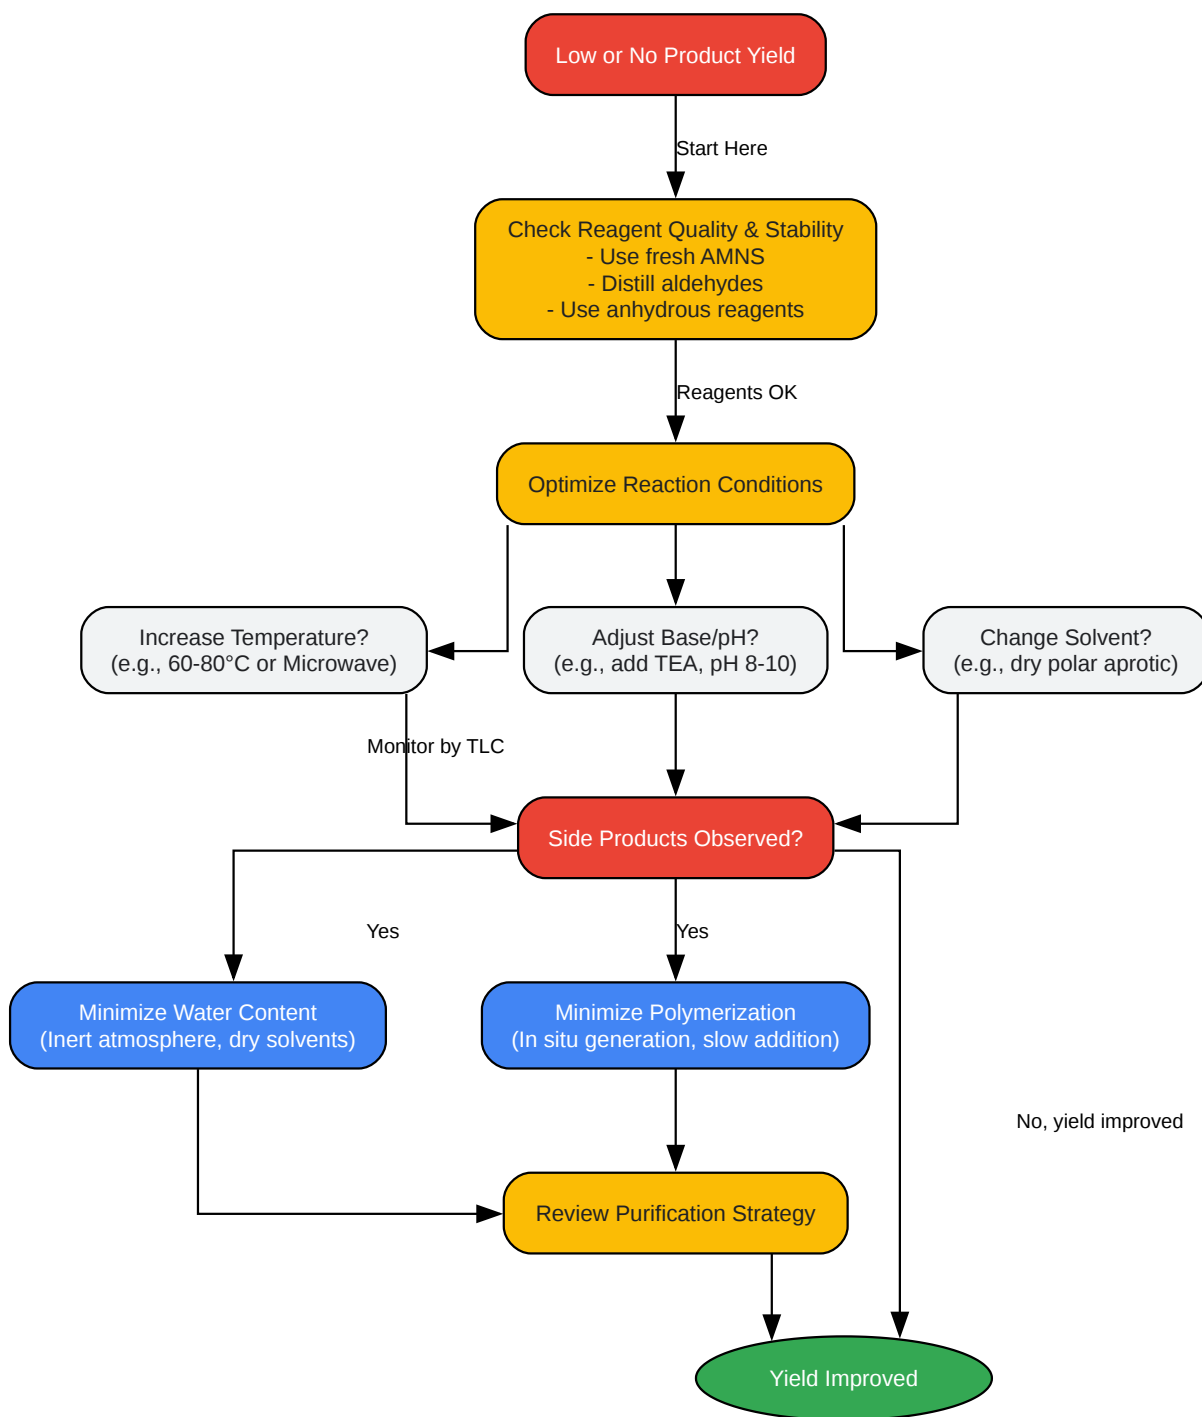 Low or No Product Yield
Start Here
Check Reagent Quality & Stability
- Use fresh AMNS
- Distill aldehydes
- Use anhydrous reagents
Reagents OK
Optimize Reaction Conditions
Increase Temperature?
(e.g., 60-80°C or Microwave)
Adjust Base/pH?
(e.g., add TEA, pH 8-10)
Change Solvent?
(e.g., dry polar aprotic)
Monitor by TLC
Side Products Observed?
Yes
Yes
Minimize Water Content
(Inert atmosphere, dry solvents)
Minimize Polymerization
(In situ generation, slow addition)
No, yield improved
Review Purification Strategy
Yield Improved